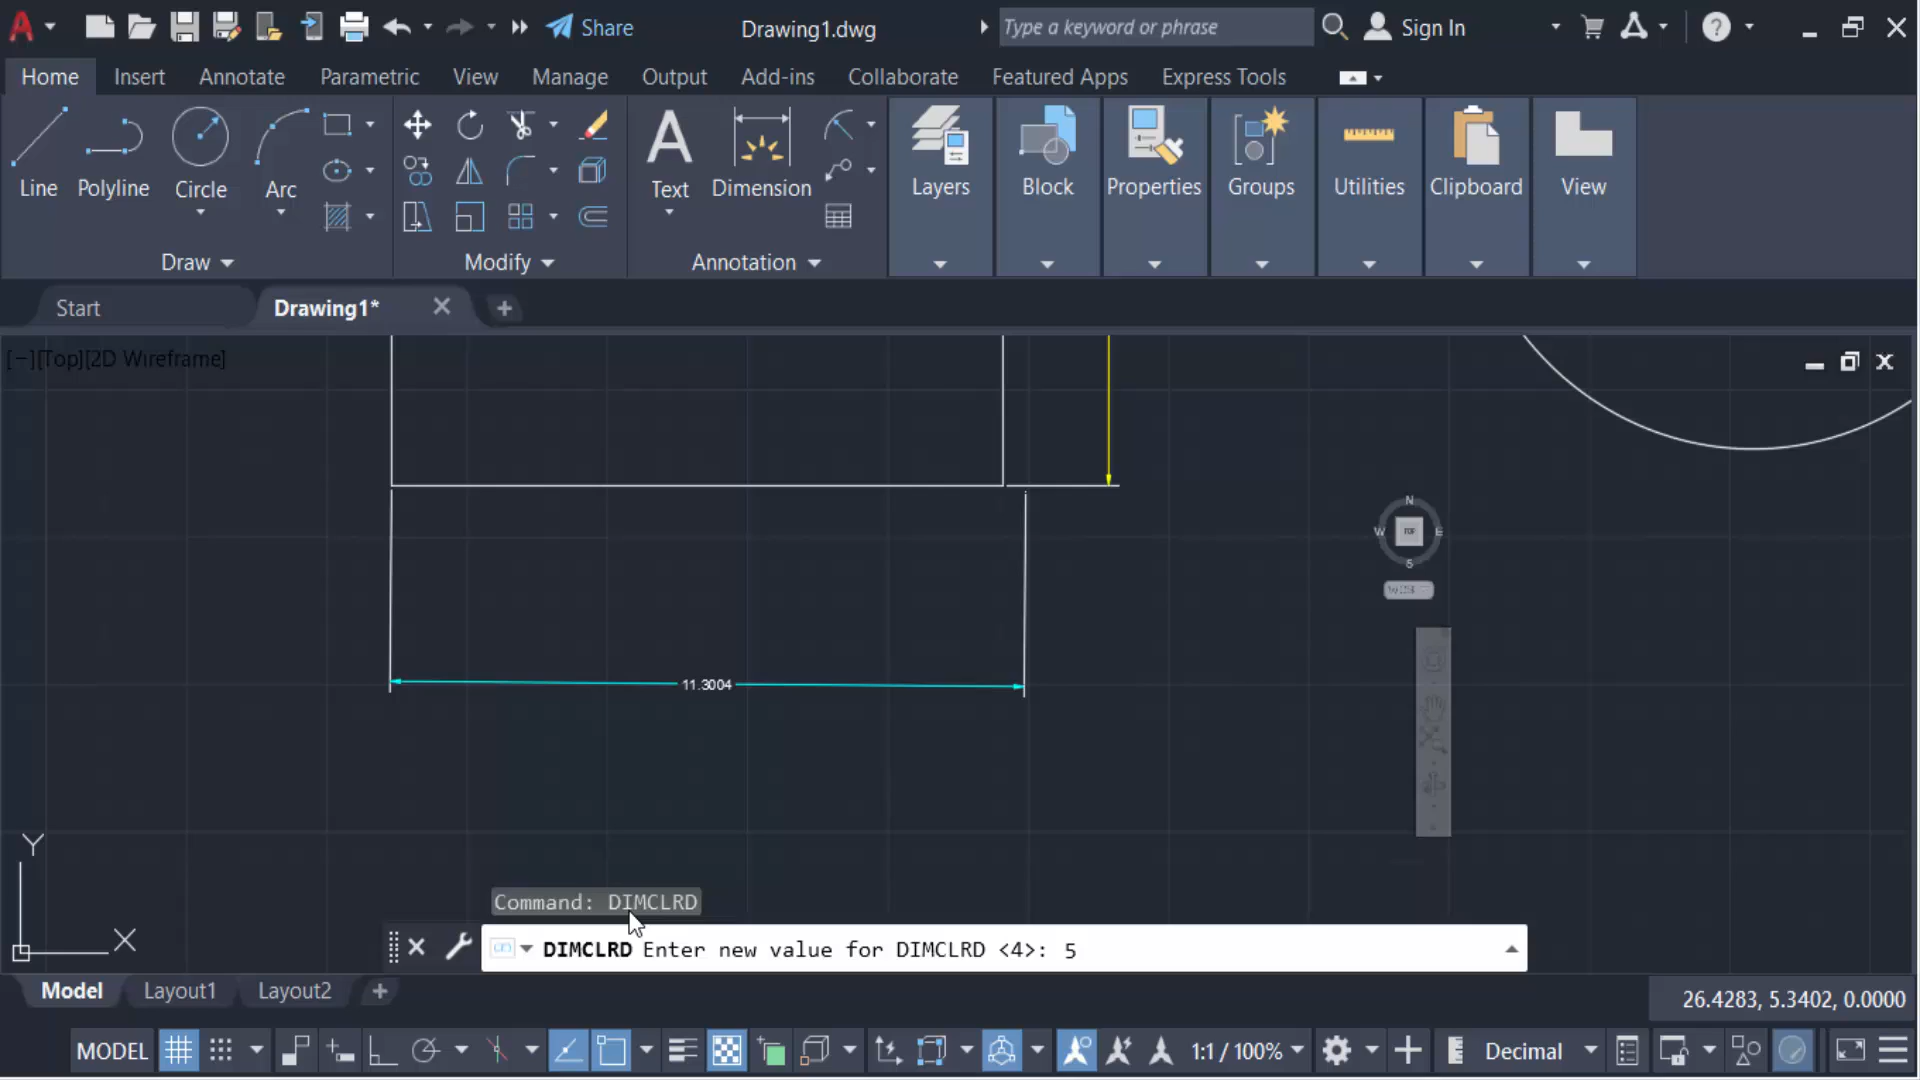 Share
Drawing1.dwg
Type a keyword or phrase
Sign In
Home Insert Annotate Parametric View Manage Output Add-ins Collaborate Featured Apps Express Tools
Line Polyline Circle Arc
Text Dimension
Layers Block Properties Groups Utilities Clipboard View
Draw Modify Annotation
Start Drawing1*
[−][Top][2D Wireframe]
N
W TOP E
S
11.3004
Y
X
Command: DIMCLRD
DIMCLRD Enter new value for DIMCLRD <4>: 5
Model Layout1 Layout2
26.4283, 5.3402, 0.0000
MODEL 1:1 / 100% Decimal